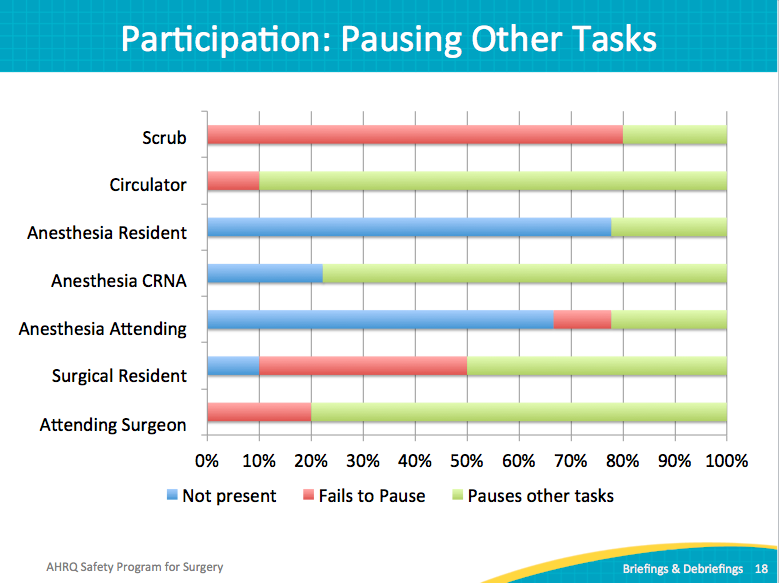 Participation: Pausing Other Tasks
Scrub
Circulator
Anesthesia Resident
Anesthesia CRNA
Anesthesia Attending
Surgical Resident
Attending Surgeon
0% 10% 20% 30% 40% 50% 60% 70% 80% 90% 100%
Not present Fails to Pause Pauses other tasks
AHRQ Safety Program for Surgery
Briefings & Debriefings 18